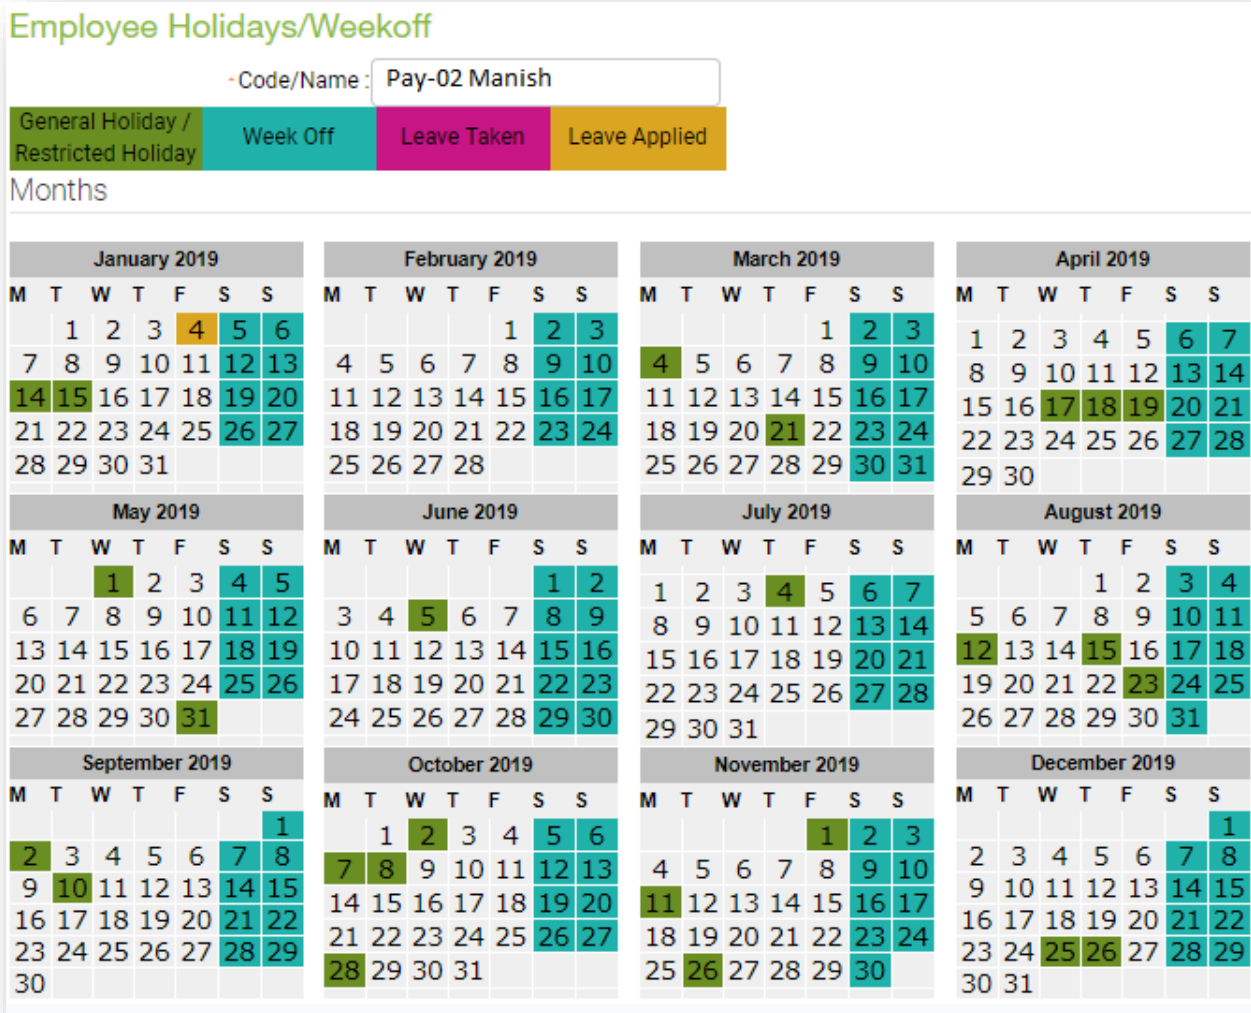 Employee Holidays/Weekoff
-Code/Name : Pay-02 Manish
General Holiday /
Restricted Holiday
Week Off
Leave Taken
Leave Applied
Months
January 2019
M T W T F S S
1 2 3 4 5 6
7 8 9 10 11 12 13
14 15 16 17 18 19 20
21 22 23 24 25 26 27
28 29 30 31
February 2019
M T W T F S S
1 2 3
4 5 6 7 8 9 10
11 12 13 14 15 16 17
18 19 20 21 22 23 24
25 26 27 28
March 2019
M T W T F S S
1 2 3
4 5 6 7 8 9 10
11 12 13 14 15 16 17
18 19 20 21 22 23 24
25 26 27 28 29 30 31
April 2019
M T W T F S S
1 2 3 4 5 6 7
8 9 10 11 12 13 14
15 16 17 18 19 20 21
22 23 24 25 26 27 28
29 30
May 2019
M T W T F S S
1 2 3 4 5
6 7 8 9 10 11 12
13 14 15 16 17 18 19
20 21 22 23 24 25 26
27 28 29 30 31
June 2019
M T W T F S S
1 2
3 4 5 6 7 8 9
10 11 12 13 14 15 16
17 18 19 20 21 22 23
24 25 26 27 28 29 30
July 2019
M T W T F S S
1 2 3 4 5 6 7
8 9 10 11 12 13 14
15 16 17 18 19 20 21
22 23 24 25 26 27 28
29 30 31
August 2019
M T W T F S S
1 2 3 4
5 6 7 8 9 10 11
12 13 14 15 16 17 18
19 20 21 22 23 24 25
26 27 28 29 30 31
September 2019
M T W T F S S
1
2 3 4 5 6 7 8
9 10 11 12 13 14 15
16 17 18 19 20 21 22
23 24 25 26 27 28 29
30
October 2019
M T W T F S S
1 2 3 4 5 6
7 8 9 10 11 12 13
14 15 16 17 18 19 20
21 22 23 24 25 26 27
28 29 30 31
November 2019
M T W T F S S
1 2 3
4 5 6 7 8 9 10
11 12 13 14 15 16 17
18 19 20 21 22 23 24
25 26 27 28 29 30
December 2019
M T W T F S S
1
2 3 4 5 6 7 8
9 10 11 12 13 14 15
16 17 18 19 20 21 22
23 24 25 26 27 28 29
30 31